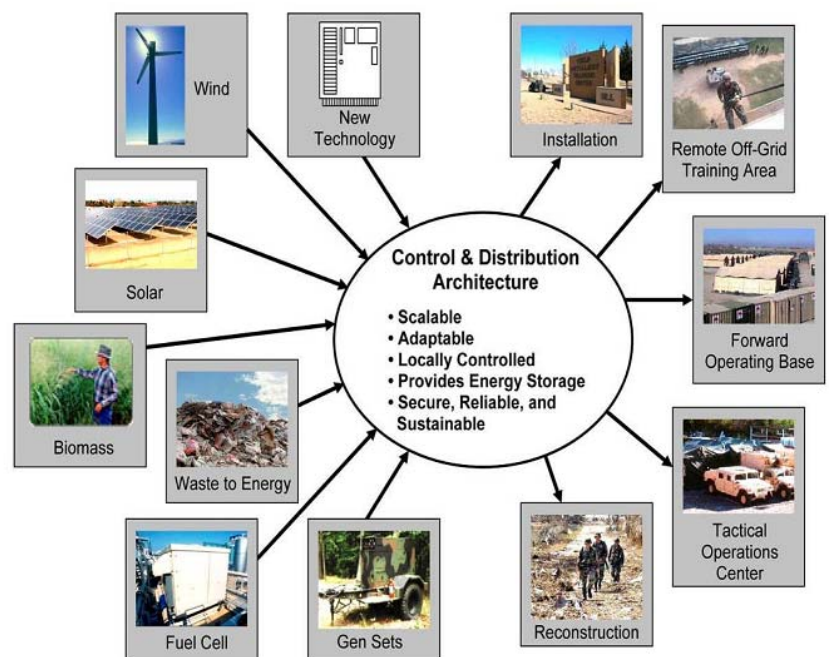 Wind
New
Technology
Installation
Remote Off-Grid
Training Area
Solar
Control & Distribution
Architecture
• Scalable
• Adaptable
• Locally Controlled
• Provides Energy Storage
• Secure, Reliable, and
Sustainable
Forward
Operating Base
Biomass
Waste to Energy
Tactical
Operations
Center
Fuel Cell
Gen Sets
Reconstruction